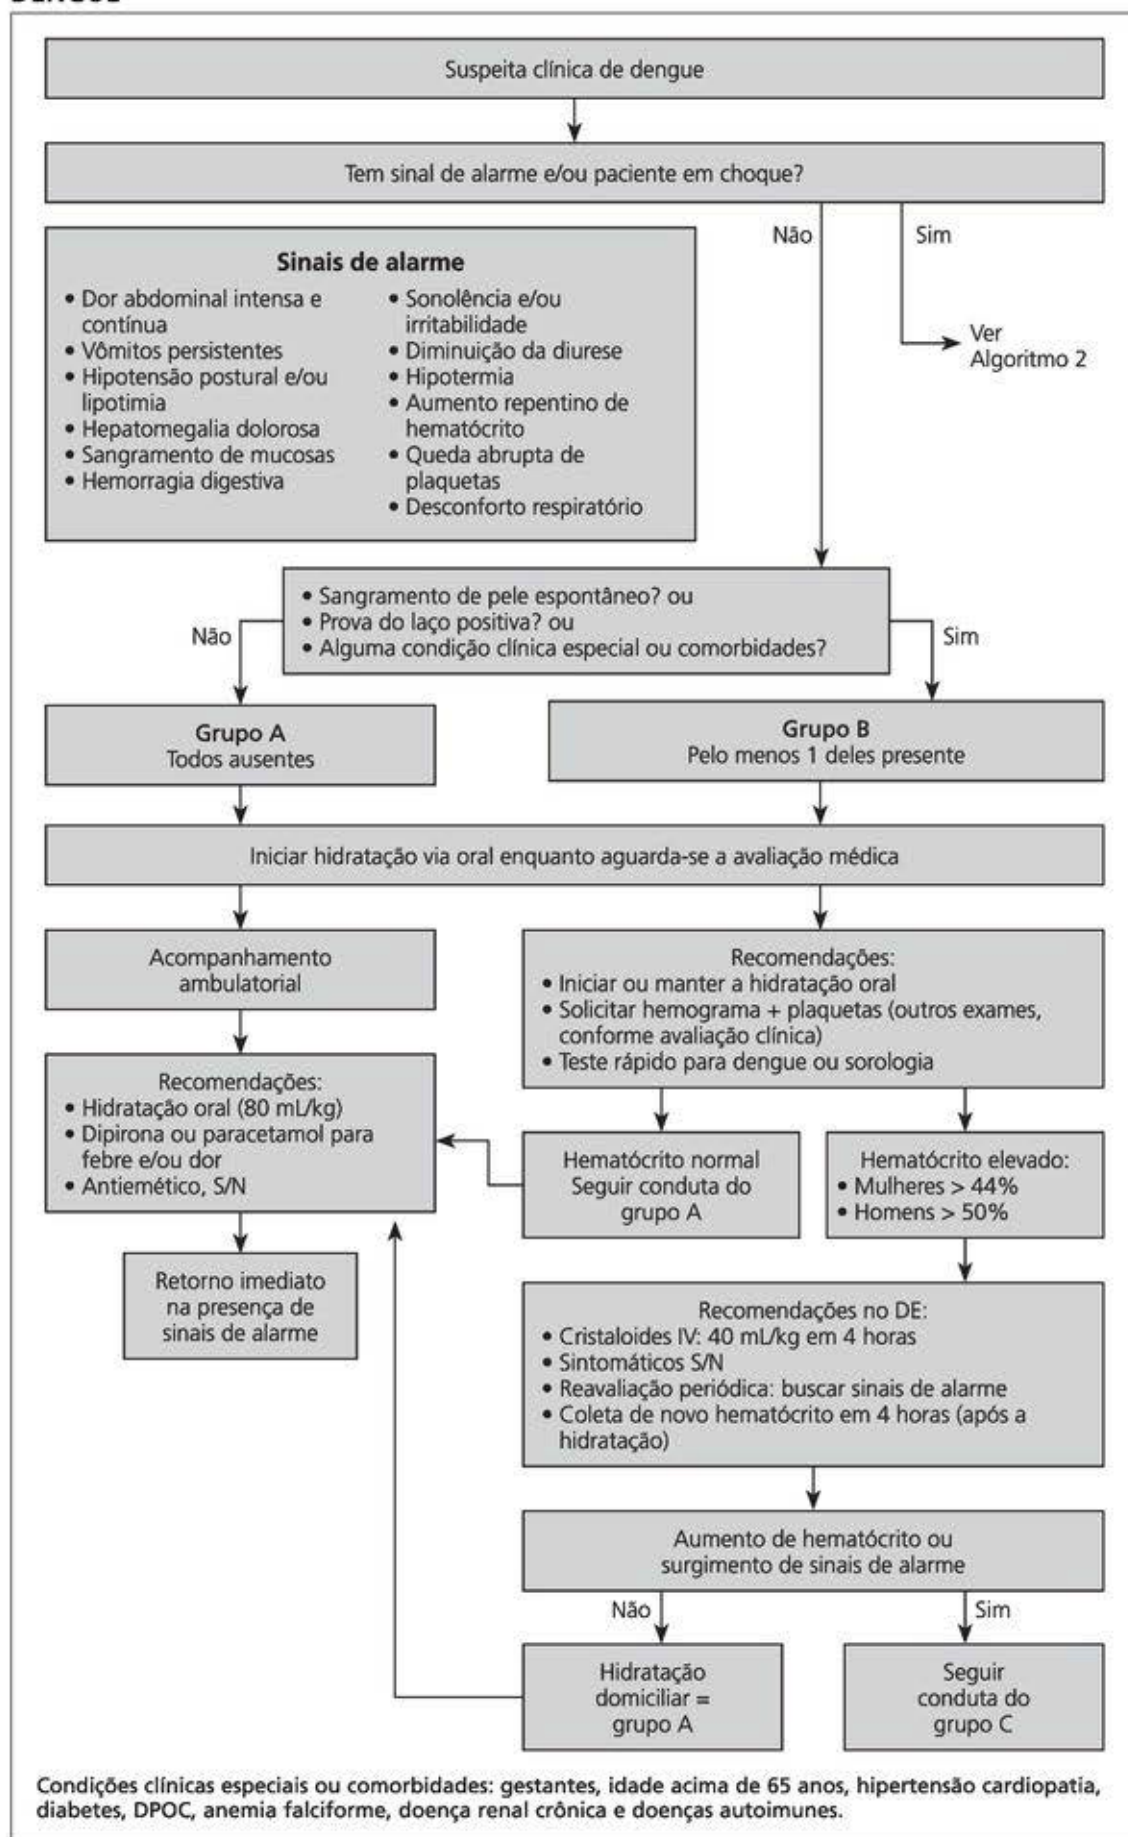 Suspeita clínica de dengue
Tem sinal de alarme e/ou paciente em choque?
Não
Sim
Ver
Algoritmo 2
Sinais de alarme
• Dor abdominal intensa e
contínua
• Vômitos persistentes
• Hipotensão postural e/ou
lipotimia
• Hepatomegalia dolorosa
• Sangramento de mucosas
• Hemorragia digestiva
• Sonolência e/ou
irritabilidade
• Diminuição da diurese
• Hipotermia
• Aumento repentino de
hematócrito
• Queda abrupta de
plaquetas
• Desconforto respiratório
• Sangramento de pele espontâneo? ou
• Prova do laço positiva? ou
• Alguma condição clínica especial ou comorbidades?
Não
Sim
Grupo A
Todos ausentes
Grupo B
Pelo menos 1 deles presente
Iniciar hidratação via oral enquanto aguarda-se a avaliação médica
Acompanhamento
ambulatorial
Recomendações:
• Hidratação oral (80 mL/kg)
• Dipirona ou paracetamol para
febre e/ou dor
• Antiemético, S/N
Retorno imediato
na presença de
sinais de alarme
Recomendações:
• Iniciar ou manter a hidratação oral
• Solicitar hemograma + plaquetas (outros exames,
conforme avaliação clínica)
• Teste rápido para dengue ou sorologia
Hematócrito normal
Seguir conduta do
grupo A
Hematócrito elevado:
• Mulheres > 44%
• Homens > 50%
Recomendações no DE:
• Cristaloides IV: 40 mL/kg em 4 horas
• Sintomáticos S/N
• Reavaliação periódica: buscar sinais de alarme
• Coleta de novo hematócrito em 4 horas (após a
hidratação)
Aumento de hematócrito ou
surgimento de sinais de alarme
Não
Sim
Hidratação
domiciliar =
grupo A
Seguir
conduta do
grupo C
Condições clínicas especiais ou comorbidades: gestantes, idade acima de 65 anos, hipertensão cardiopatia,
diabetes, DPOC, anemia falciforme, doença renal crônica e doenças autoimunes.